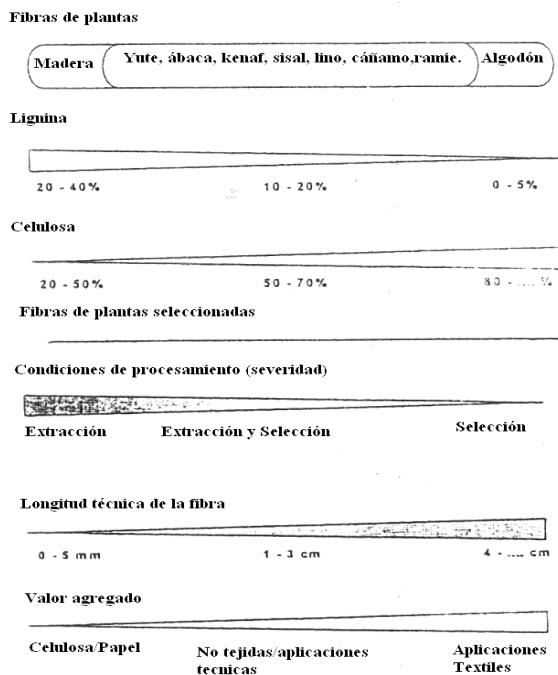 Fibras de plantas
Madera Yute, ábaca, kenaf, sisal, lino, cáñamo,ramie. Algodón
Lignina
20 - 40% 10 - 20% 0 - 5%
Celulosa
20 - 50% 50 - 70% 80 - .... %
Fibras de plantas seleccionadas
Condiciones de procesamiento (severidad)
Extracción Extracción y Selección Selección
Longitud técnica de la fibra
0 - 5 mm 1 - 3 cm 4 - .... cm
Valor agregado
Celulosa/Papel No tejidas/aplicaciones Aplicaciones
tecnicas Textiles